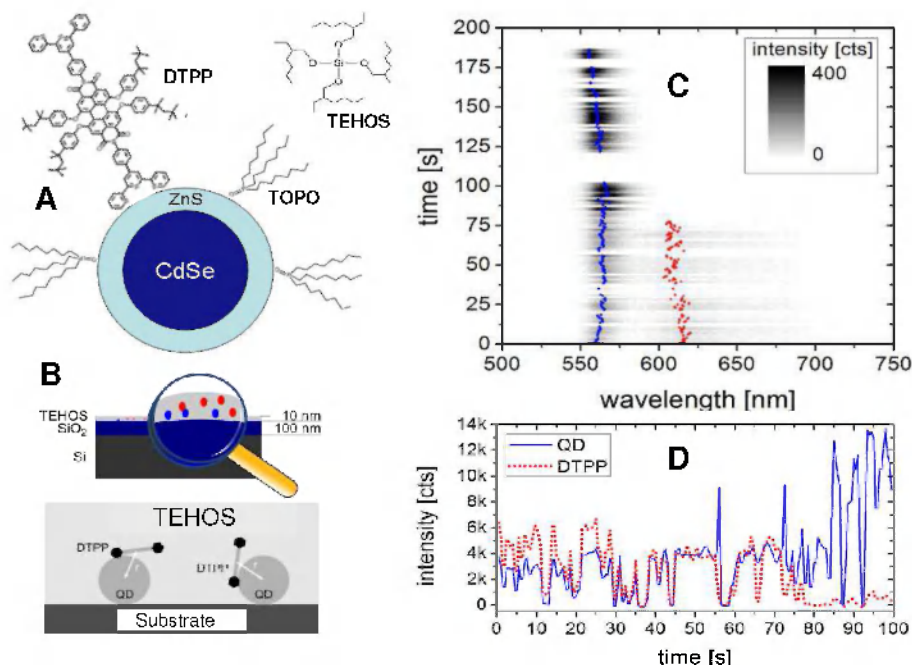 A
DTPP
TEHOS
TOPO
ZnS
CdSe
B
TEHOS
SiO₂
Si
10 nm
100 nm
TEHOS
DTPP
QD
DTPP
QD
Substrate
C
intensity [cts]
400
0
200
175
150
125
100
75
50
25
0
time [s]
500 550 600 650 700 750
wavelength [nm]
D
QD
DTPP
14k
12k
10k
8k
6k
4k
2k
0
intensity [cts]
0 10 20 30 40 50 60 70 80 90 100
time [s]